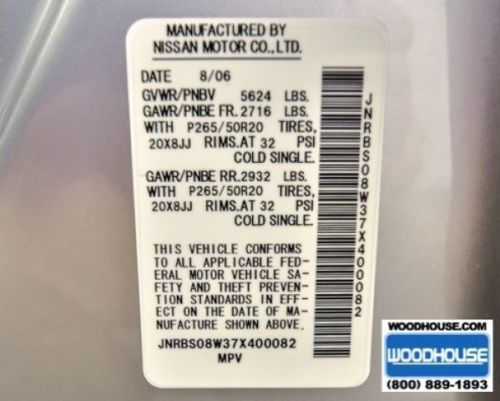 MANUFACTURED BY
NISSAN MOTOR CO., LTD.
DATE 8/06
GVWR/PNBV 5624 LBS.
GAWR/PNBE FR. 2716 LBS.
WITH P265/50R20 TIRES,
20X8JJ RIMS. AT 32 PSI
COLD SINGLE.
GAWR/PNBE RR. 2932 LBS.
WITH P265/50R20 TIRES,
20X8JJ RIMS. AT 32 PSI
COLD SINGLE.
THIS VEHICLE CONFORMS
TO ALL APPLICABLE FED-
ERAL MOTOR VEHICLE SA-
FETY AND THEFT PREVEN-
TION STANDARDS IN EFF-
ECT ON THE DATE OF MA-
NUFACTURE SHOWN ABOVE.
JNRBS08W37X400082
MPV
JNRBS08W37X400082
WOODHOUSE.COM
WOODHOUSE
(800) 889-1893